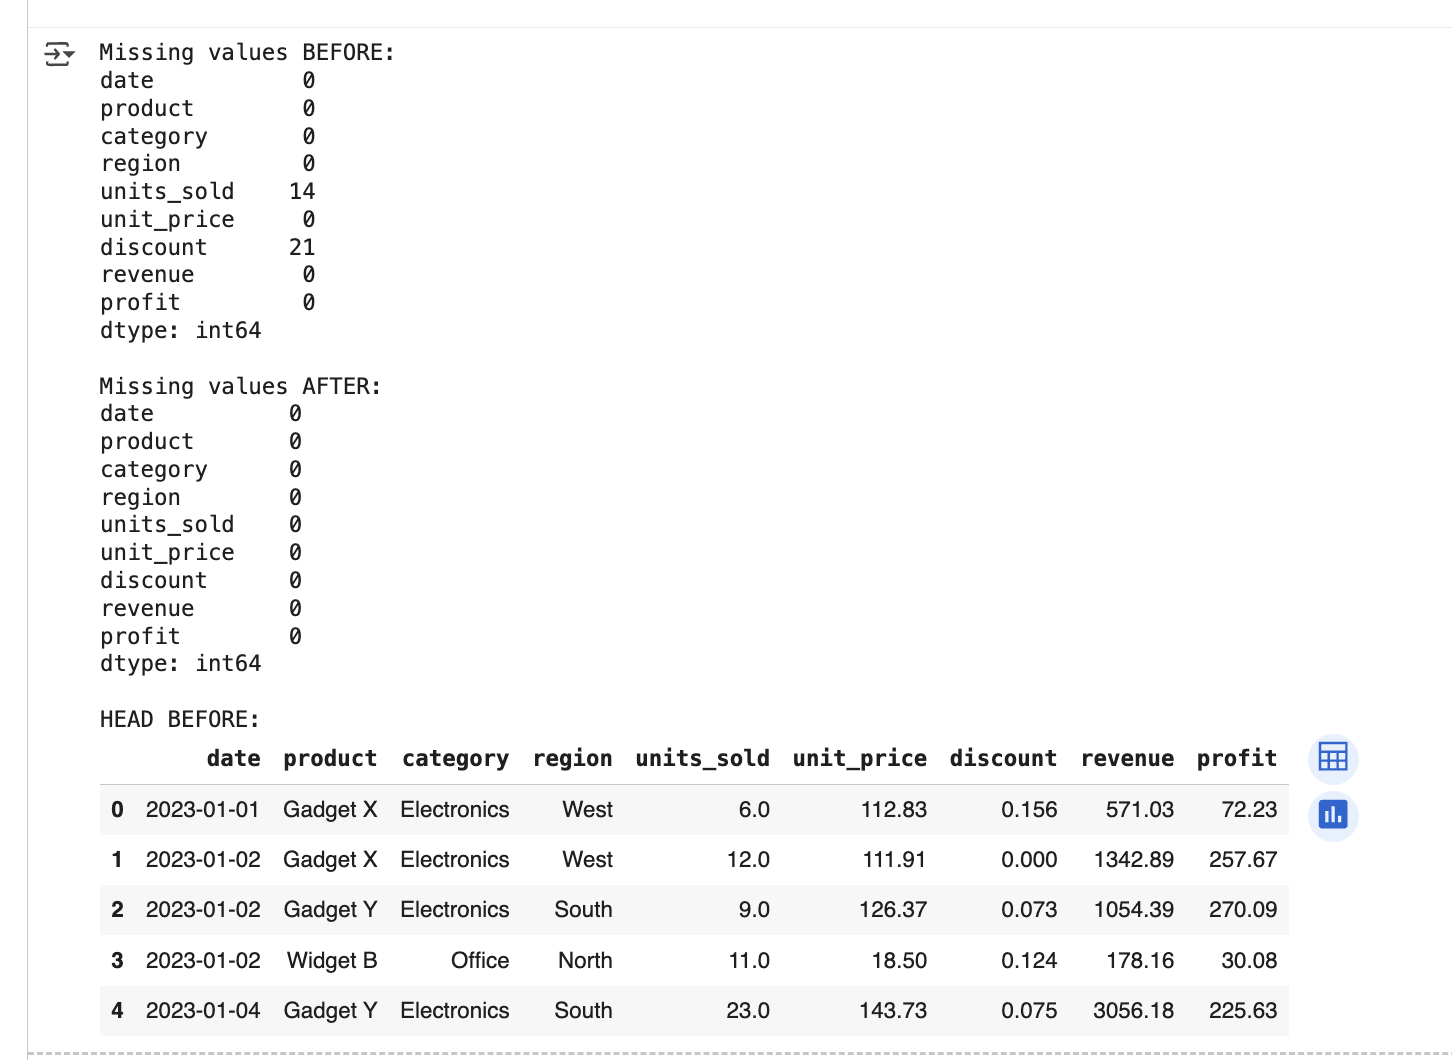 Missing values BEFORE:
date 0
product 0
category 0
region 0
units_sold 14
unit_price 0
discount 21
revenue 0
profit 0
dtype: int64
Missing values AFTER:
date 0
product 0
category 0
region 0
units_sold 0
unit_price 0
discount 0
revenue 0
profit 0
dtype: int64
HEAD BEFORE:
date product category region units_sold unit_price discount revenue profit
0 2023-01-01 Gadget X Electronics West 6.0 112.83 0.156 571.03 72.23
1 2023-01-02 Gadget X Electronics West 12.0 111.91 0.000 1342.89 257.67
2 2023-01-02 Gadget Y Electronics South 9.0 126.37 0.073 1054.39 270.09
3 2023-01-02 Widget B Office North 11.0 18.50 0.124 178.16 30.08
4 2023-01-04 Gadget Y Electronics South 23.0 143.73 0.075 3056.18 225.63